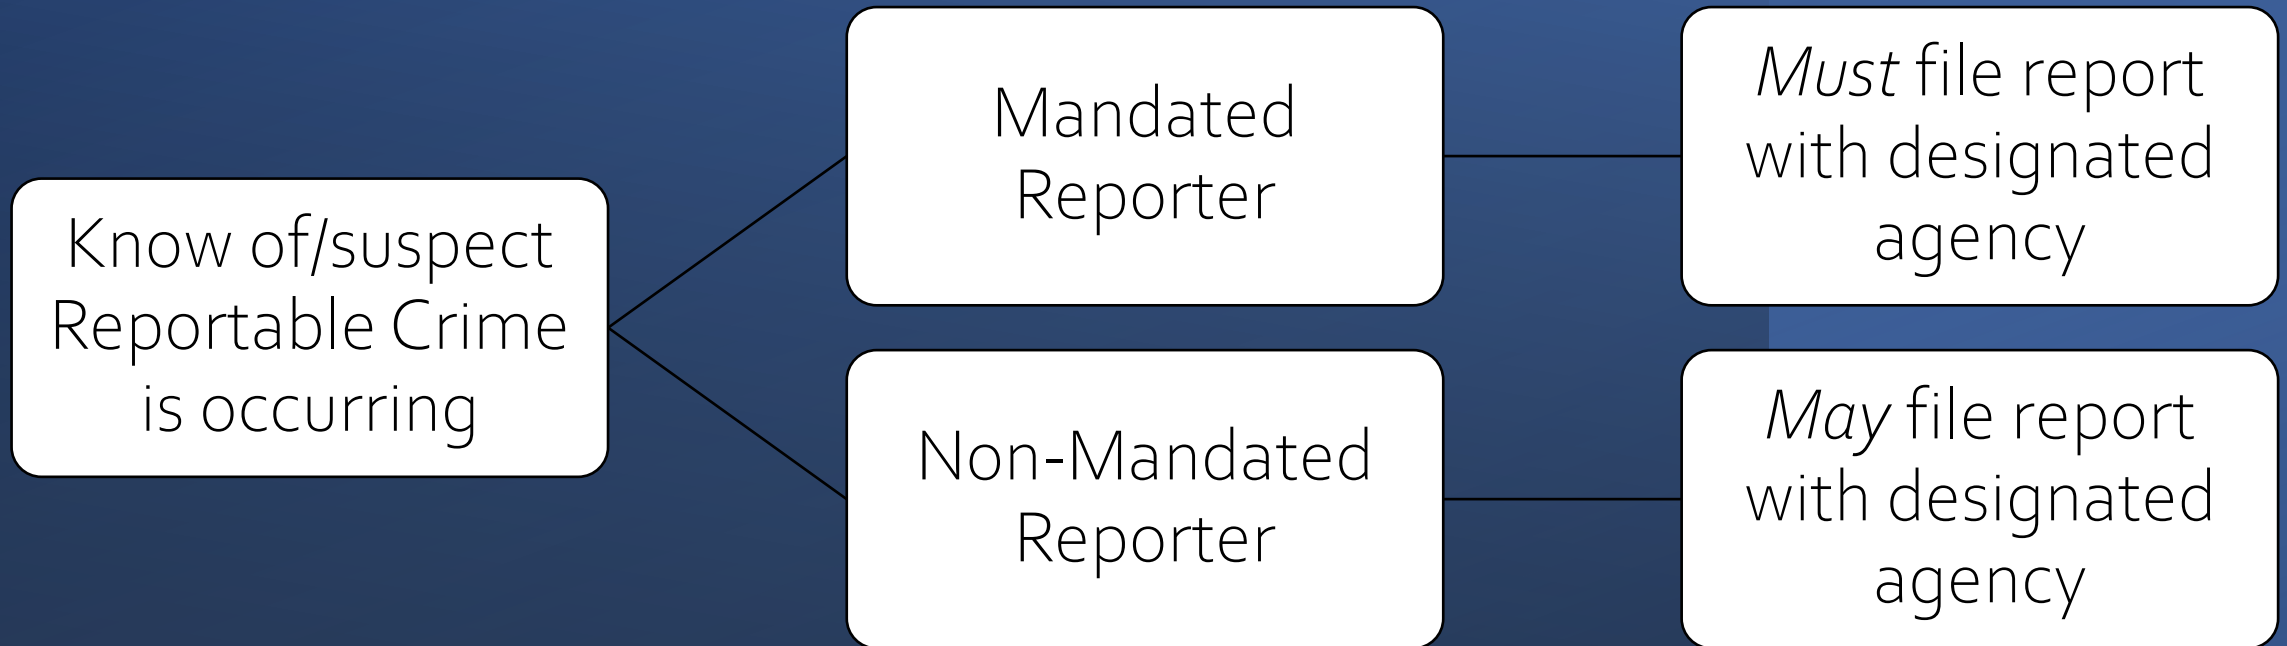 Know of/suspect
Reportable Crime
is occurring
Mandated
Reporter
Must file report
with designated
agency
Non-Mandated
Reporter
May file report
with designated
agency